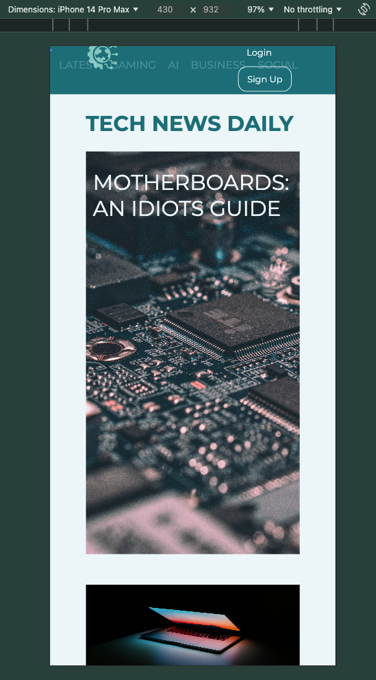 Dimensions: iPhone 14 Pro Max 430 × 932 97% No throttling
Login
LATEST GAMING AI BUSINESS SOCIAL
Sign Up
TECH NEWS DAILY
MOTHERBOARDS:
AN IDIOTS GUIDE